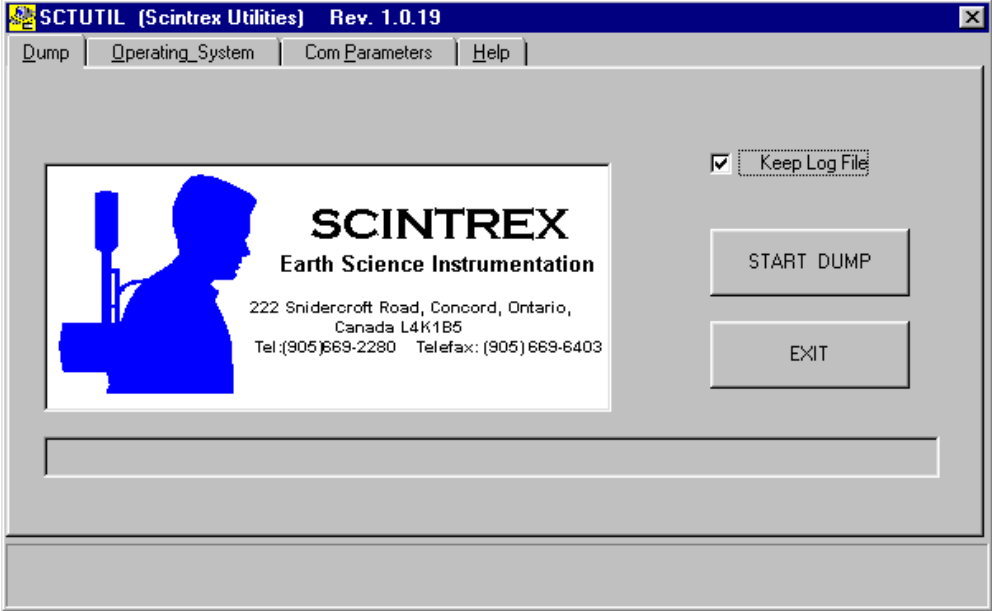 SCTUTIL (Scintrex Utilities) Rev. 1.0.19
Dump Operating_System Com Parameters Help
Keep Log File
SCINTREX
Earth Science Instrumentation
222 Snidercroft Road, Concord, Ontario,
Canada L4K1B5
Tel:(905)669-2280 Telefax: (905) 669-6403
START DUMP
EXIT